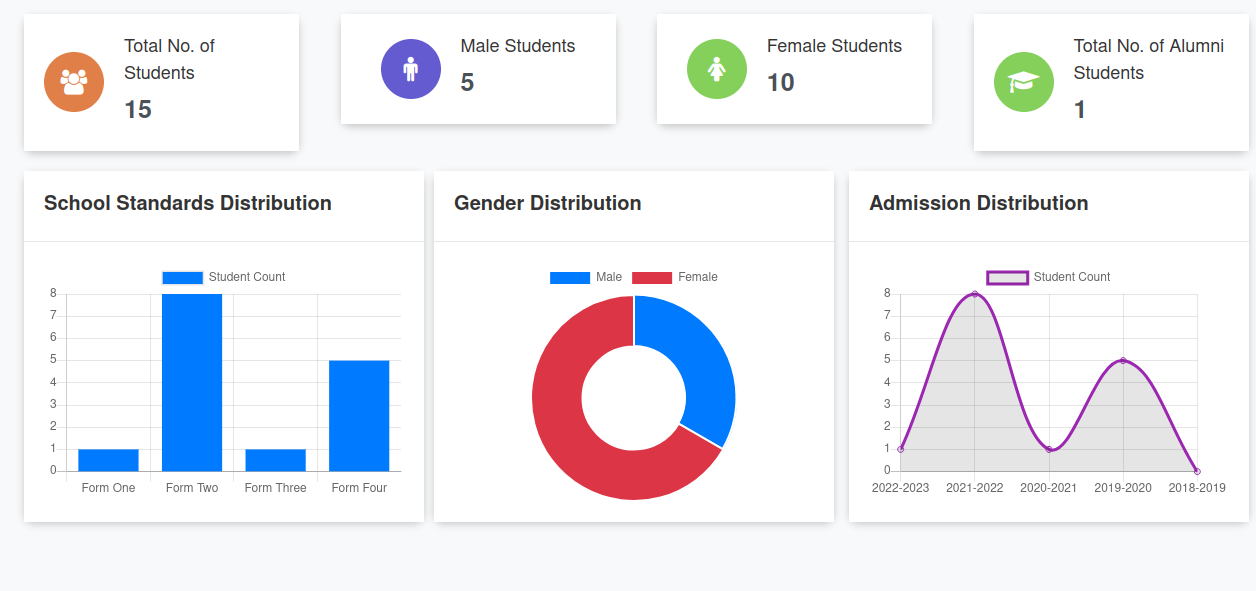 Total No. of
Students
15
Male Students
5
Female Students
10
Total No. of Alumni
Students
1
School Standards Distribution
Student Count
8
7
6
5
4
3
2
1
0
Form One Form Two Form Three Form Four
Gender Distribution
Male Female
Admission Distribution
Student Count
8
7
6
5
4
3
2
1
0
2022-2023 2021-2022 2020-2021 2019-2020 2018-2019